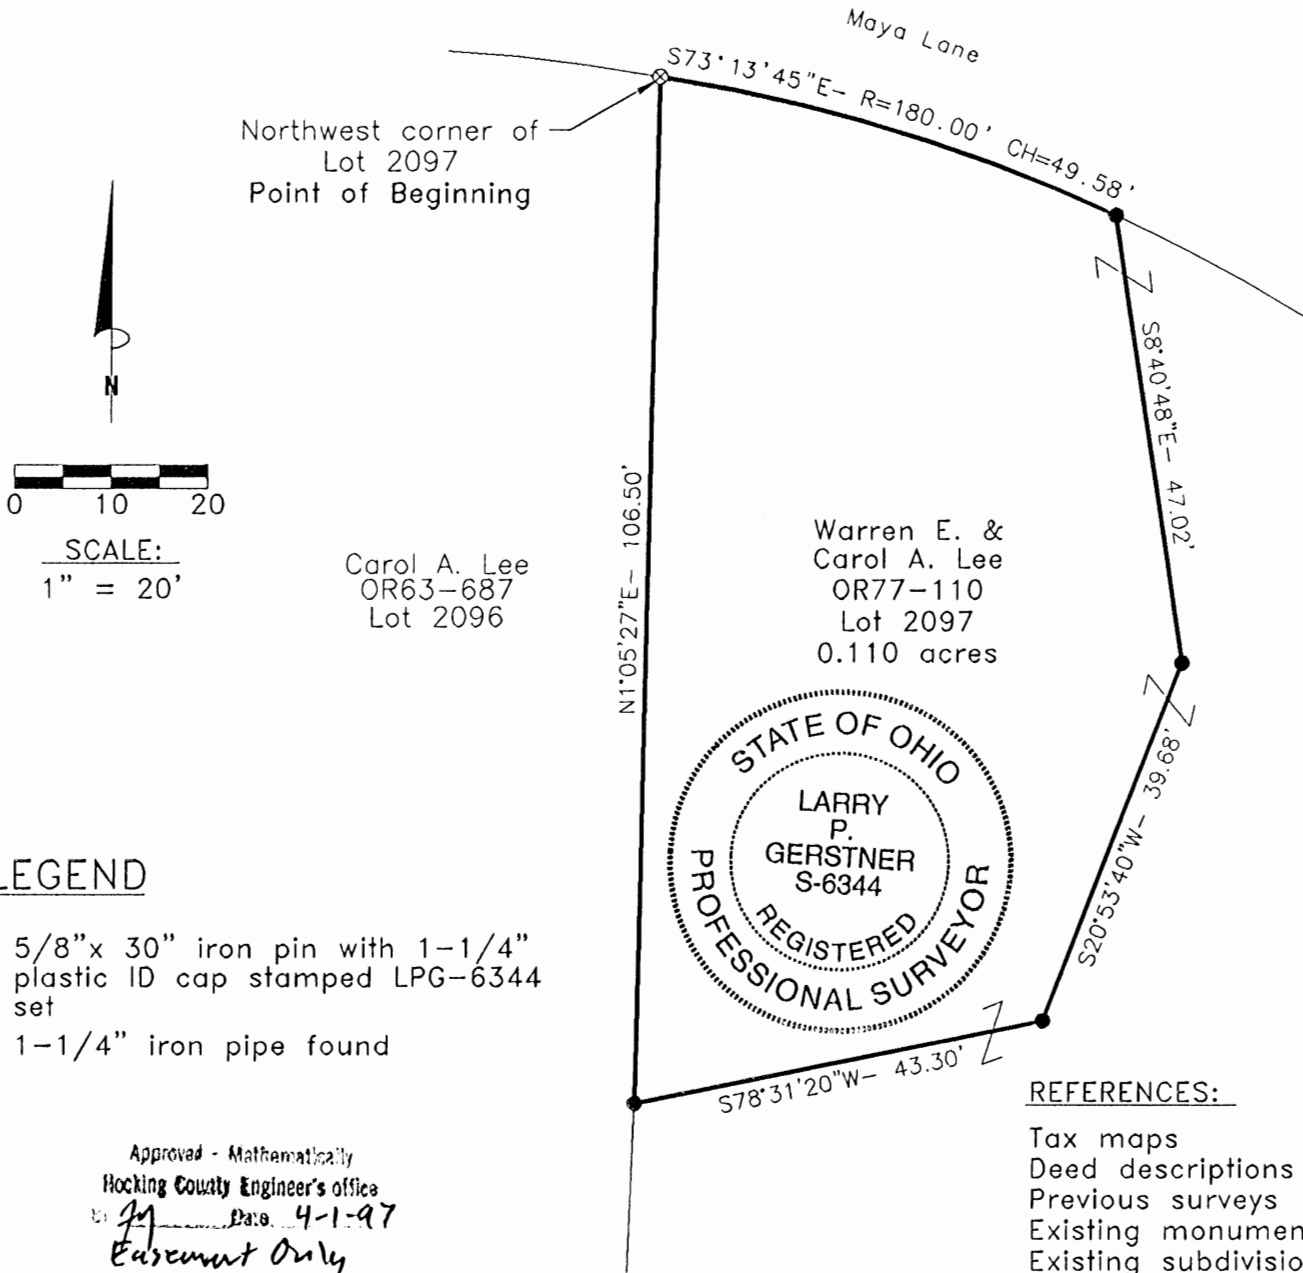 Maya Lane
S73°13'45"E- R=180.00' CH=49.58'
Northwest corner of
Lot 2097
Point of Beginning
N
0 10 20
SCALE:
1" = 20'
Carol A. Lee
OR63-687
Lot 2096
N1°05'27"E- 106.50'
S8°40'48"E- 47.02'
Warren E. &
Carol A. Lee
OR77-110
Lot 2097
0.110 acres
STATE OF OHIO
LARRY
P.
GERSTNER
S-6344
REGISTERED
PROFESSIONAL SURVEYOR
S20°53'40"W- 39.68'
S78°31'20"W- 43.30'
LEGEND
5/8"x 30" iron pin with 1-1/4"
plastic ID cap stamped LPG-6344
set
1-1/4" iron pipe found
Approved - Mathematically
Hocking County Engineer's office
Date 4-1-97
Easement Only
REFERENCES:
Tax maps
Deed descriptions
Previous surveys
Existing monumen
Existing subdivisio